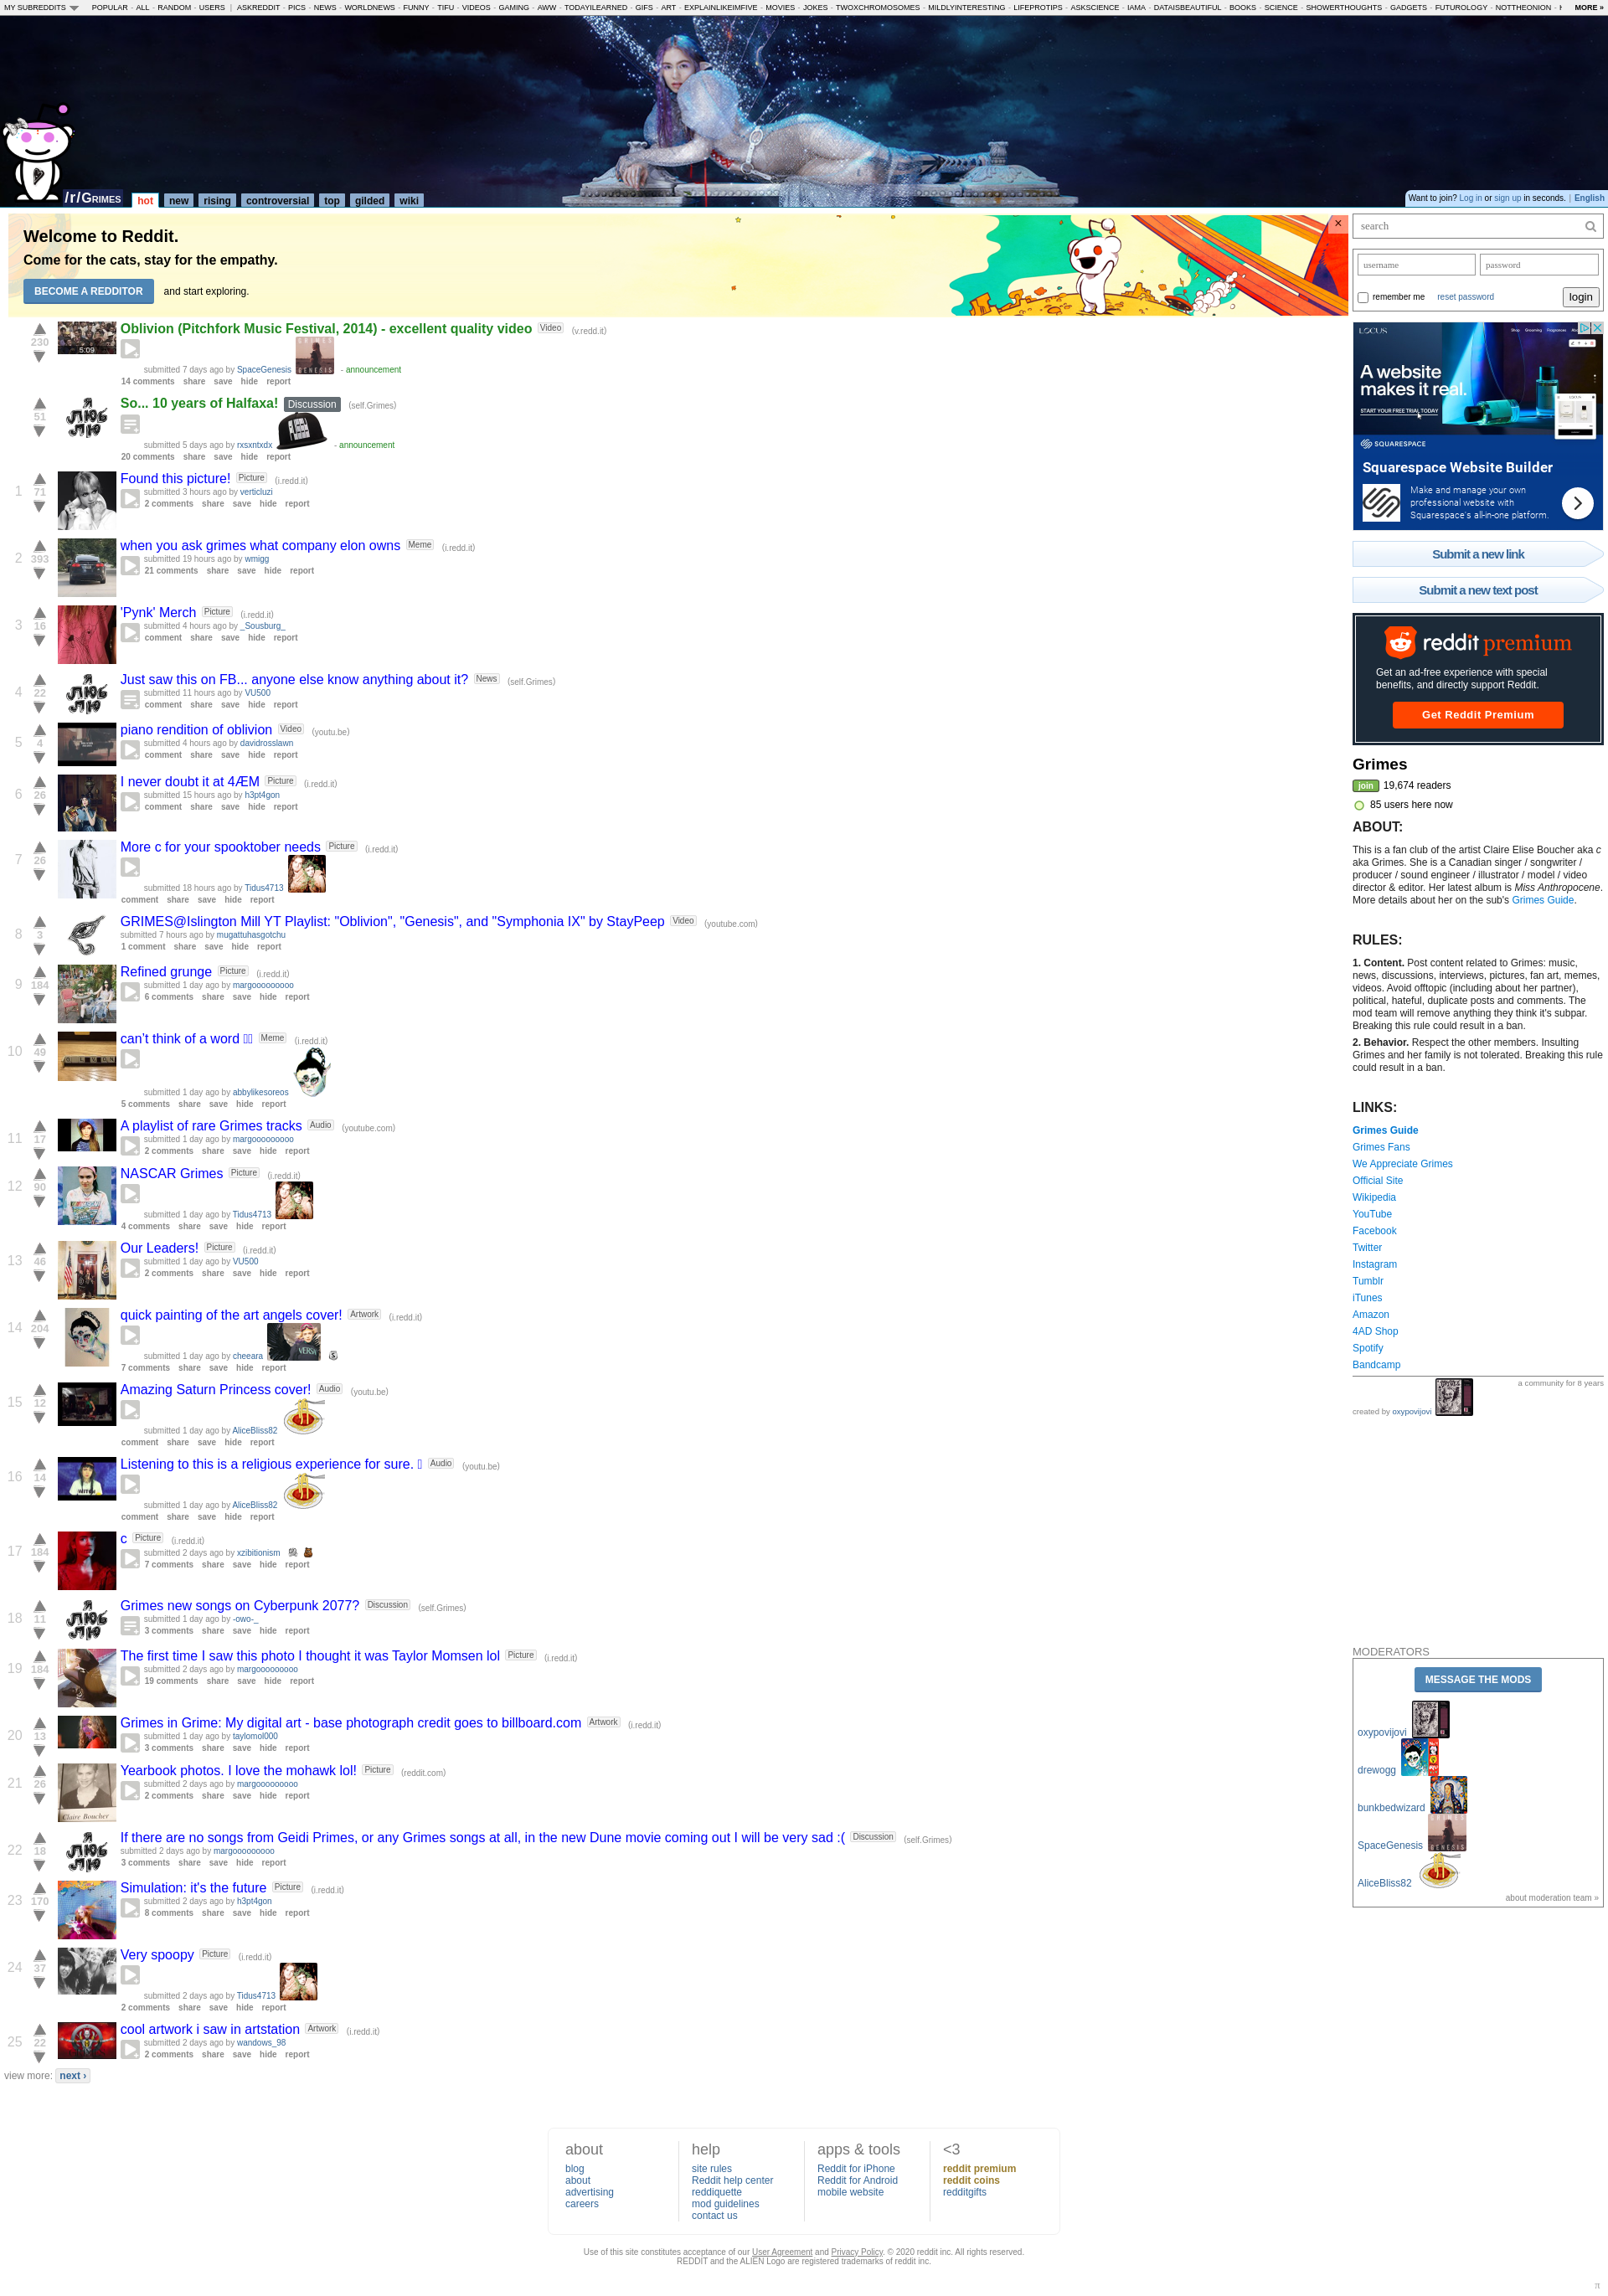 MY SUBREDDITS POPULAR - ALL - RANDOM - USERS | ASKREDDIT - PICS - NEWS - WORLDNEWS - FUNNY - TIFU - VIDEOS - GAMING - AWW - TODAYILEARNED - GIFS - ART - EXPLAINLIKEIMFIVE - MOVIES - JOKES - TWOXCHROMOSOMES - MILDLYINTERESTING - LIFEPROTIPS - ASKSCIENCE - IAMA - DATAISBEAUTIFUL - BOOKS - SCIENCE - SHOWERTHOUGHTS - GADGETS - FUTUROLOGY - NOTTHEONION - MORE »
/r/GRIMES hot new rising controversial top gilded wiki
Want to join? Log in or sign up in seconds. | English
Welcome to Reddit.
Come for the cats, stay for the empathy.
BECOME A REDDITOR and start exploring.
×
230
5:09
Oblivion (Pitchfork Music Festival, 2014) - excellent quality video Video (v.redd.it)
submitted 7 days ago by SpaceGenesis GENESIS - announcement
14 comments share save hide report
51
Я ЛЮБЛЮ
So... 10 years of Halfaxa! Discussion (self.Grimes)
submitted 5 days ago by rxsxntxdx - announcement
20 comments share save hide report
1 71
Found this picture! Picture (i.redd.it)
submitted 3 hours ago by verticluzi
2 comments share save hide report
2 393
when you ask grimes what company elon owns Meme (i.redd.it)
submitted 19 hours ago by wmigg
21 comments share save hide report
3 16
'Pynk' Merch Picture (i.redd.it)
submitted 4 hours ago by _Sousburg_
comment share save hide report
4 22
Just saw this on FB... anyone else know anything about it? News (self.Grimes)
submitted 11 hours ago by VU500
comment share save hide report
5 4
piano rendition of oblivion Video (youtu.be)
submitted 4 hours ago by davidrosslawn
comment share save hide report
6 26
I never doubt it at 4ÆM Picture (i.redd.it)
submitted 15 hours ago by h3pt4gon
comment share save hide report
7 26
More c for your spooktober needs Picture (i.redd.it)
submitted 18 hours ago by Tidus4713
comment share save hide report
8 3
GRIMES@Islington Mill YT Playlist: "Oblivion", "Genesis", and "Symphonia IX" by StayPeep Video (youtube.com)
submitted 7 hours ago by mugattuhasgotchu
1 comment share save hide report
9 184
Refined grunge Picture (i.redd.it)
submitted 1 day ago by margooooooooo
6 comments share save hide report
10 49
can't think of a word Meme (i.redd.it)
submitted 1 day ago by abbylikesoreos
5 comments share save hide report
11 17
A playlist of rare Grimes tracks Audio (youtube.com)
submitted 1 day ago by margooooooooo
2 comments share save hide report
12 90
NASCAR Grimes Picture (i.redd.it)
submitted 1 day ago by Tidus4713
4 comments share save hide report
13 46
Our Leaders! Picture (i.redd.it)
submitted 1 day ago by VU500
2 comments share save hide report
14 204
quick painting of the art angels cover! Artwork (i.redd.it)
submitted 1 day ago by cheeara
7 comments share save hide report
15 12
Amazing Saturn Princess cover! Audio (youtu.be)
submitted 1 day ago by AliceBliss82
comment share save hide report
16 14
Listening to this is a religious experience for sure. Audio (youtu.be)
submitted 1 day ago by AliceBliss82
comment share save hide report
17 184
c Picture (i.redd.it)
submitted 2 days ago by xzibitionism
7 comments share save hide report
18 11
Grimes new songs on Cyberpunk 2077? Discussion (self.Grimes)
submitted 1 day ago by -owo-_
3 comments share save hide report
19 184
The first time I saw this photo I thought it was Taylor Momsen lol Picture (i.redd.it)
submitted 2 days ago by margooooooooo
19 comments share save hide report
20 13
Grimes in Grime: My digital art - base photograph credit goes to billboard.com Artwork (i.redd.it)
submitted 1 day ago by taylomol000
3 comments share save hide report
21 26
Claire Boucher
Yearbook photos. I love the mohawk lol! Picture (reddit.com)
submitted 2 days ago by margooooooooo
2 comments share save hide report
22 18
If there are no songs from Geidi Primes, or any Grimes songs at all, in the new Dune movie coming out I will be very sad :( Discussion (self.Grimes)
submitted 2 days ago by margooooooooo
3 comments share save hide report
23 170
Simulation: it's the future Picture (i.redd.it)
submitted 2 days ago by h3pt4gon
8 comments share save hide report
24 37
Very spoopy Picture (i.redd.it)
submitted 2 days ago by Tidus4713
2 comments share save hide report
25 22
cool artwork i saw in artstation Artwork (i.redd.it)
submitted 2 days ago by wandows_98
2 comments share save hide report
view more: next ›
search
username password
remember me reset password login
LOCUS
A website
makes it real.
START YOUR FREE TRIAL TODAY
SQUARESPACE
Squarespace Website Builder
Make and manage your own
professional website with
Squarespace's all-in-one platform.
Submit a new link
Submit a new text post
reddit premium
Get an ad-free experience with special
benefits, and directly support Reddit.
Get Reddit Premium
Grimes
join 19,674 readers
85 users here now
ABOUT:
This is a fan club of the artist Claire Elise Boucher aka c
aka Grimes. She is a Canadian singer / songwriter /
producer / sound engineer / illustrator / model / video
director & editor. Her latest album is Miss Anthropocene.
More details about her on the sub's Grimes Guide.
RULES:
1. Content. Post content related to Grimes: music,
news, discussions, interviews, pictures, fan art, memes,
videos. Avoid offtopic (including about her partner),
political, hateful, duplicate posts and comments. The
mod team will remove anything they think it's subpar.
Breaking this rule could result in a ban.
2. Behavior. Respect the other members. Insulting
Grimes and her family is not tolerated. Breaking this rule
could result in a ban.
LINKS:
Grimes Guide
Grimes Fans
We Appreciate Grimes
Official Site
Wikipedia
YouTube
Facebook
Twitter
Instagram
Tumblr
iTunes
Amazon
4AD Shop
Spotify
Bandcamp
created by oxypovijovi a community for 8 years
MODERATORS
MESSAGE THE MODS
oxypovijovi
drewogg
bunkbedwizard
SpaceGenesis GENESIS
AliceBliss82
about moderation team »
about
blog
about
advertising
careers
help
site rules
Reddit help center
reddiquette
mod guidelines
contact us
apps & tools
Reddit for iPhone
Reddit for Android
mobile website
<3
reddit premium
reddit coins
redditgifts
Use of this site constitutes acceptance of our User Agreement and Privacy Policy. © 2020 reddit inc. All rights reserved.
REDDIT and the ALIEN Logo are registered trademarks of reddit inc.
π